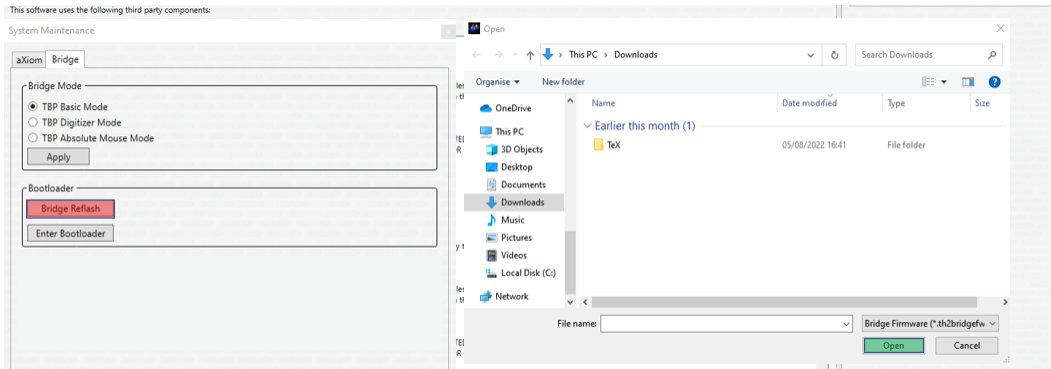 This software uses the following third party components:
System Maintenance
aXiom Bridge
Bridge Mode
TBP Basic Mode
TBP Digitizer Mode
TBP Absolute Mouse Mode
Apply
Bootloader
Bridge Reflash
Enter Bootloader
Open
This PC > Downloads
Search Downloads
Organise
New folder
OneDrive
This PC
3D Objects
Desktop
Documents
Downloads
Music
Pictures
Videos
Local Disk (C:)
Network
Name Date modified Type Size
Earlier this month (1)
TeX 05/08/2022 16:41 File folder
File name:
Bridge Firmware (*.th2bridgefw
Open
Cancel